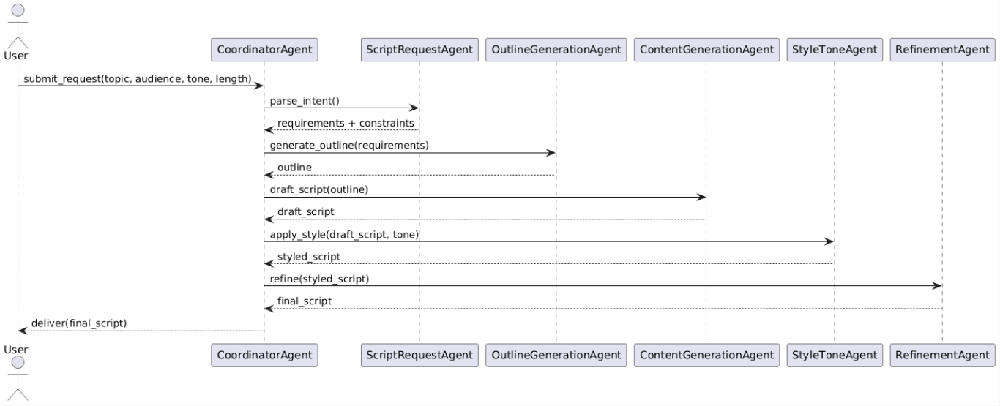 User
CoordinatorAgent
ScriptRequestAgent
OutlineGenerationAgent
ContentGenerationAgent
StyleToneAgent
RefinementAgent
submit_request(topic, audience, tone, length)
parse_intent()
requirements + constraints
generate_outline(requirements)
outline
draft_script(outline)
draft_script
apply_style(draft_script, tone)
styled_script
refine(styled_script)
final_script
deliver(final_script)
User
CoordinatorAgent
ScriptRequestAgent
OutlineGenerationAgent
ContentGenerationAgent
StyleToneAgent
RefinementAgent